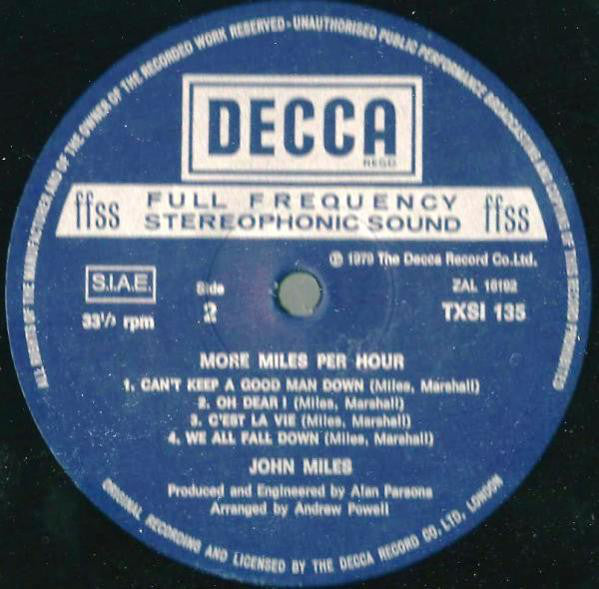 ALL RIGHTS OF THE MANUFACTURER AND OF THE OWNER OF THE RECORDED WORK RESERVED · UNAUTHORISED PUBLIC PERFORMANCE BROADCASTING AND COPYING OF THIS RECORD PROHIBITED
DECCA
REGD
ffss FULL FREQUENCY ffss
STEREOPHONIC SOUND
℗ 1979 The Decca Record Co.Ltd.
S.I.A.E. Side ZAL 16192
33⅓ rpm 2 TXSI 135
MORE MILES PER HOUR
1. CAN'T KEEP A GOOD MAN DOWN (Miles, Marshall)
2. OH DEAR ! (Miles, Marshall)
3. C'EST LA VIE (Miles, Marshall)
4. WE ALL FALL DOWN (Miles, Marshall)
JOHN MILES
Produced and Engineered by Alan Parsons
Arranged by Andrew Powell
ORIGINAL RECORDING AND LICENSED BY THE DECCA RECORD CO. LTD, LONDON